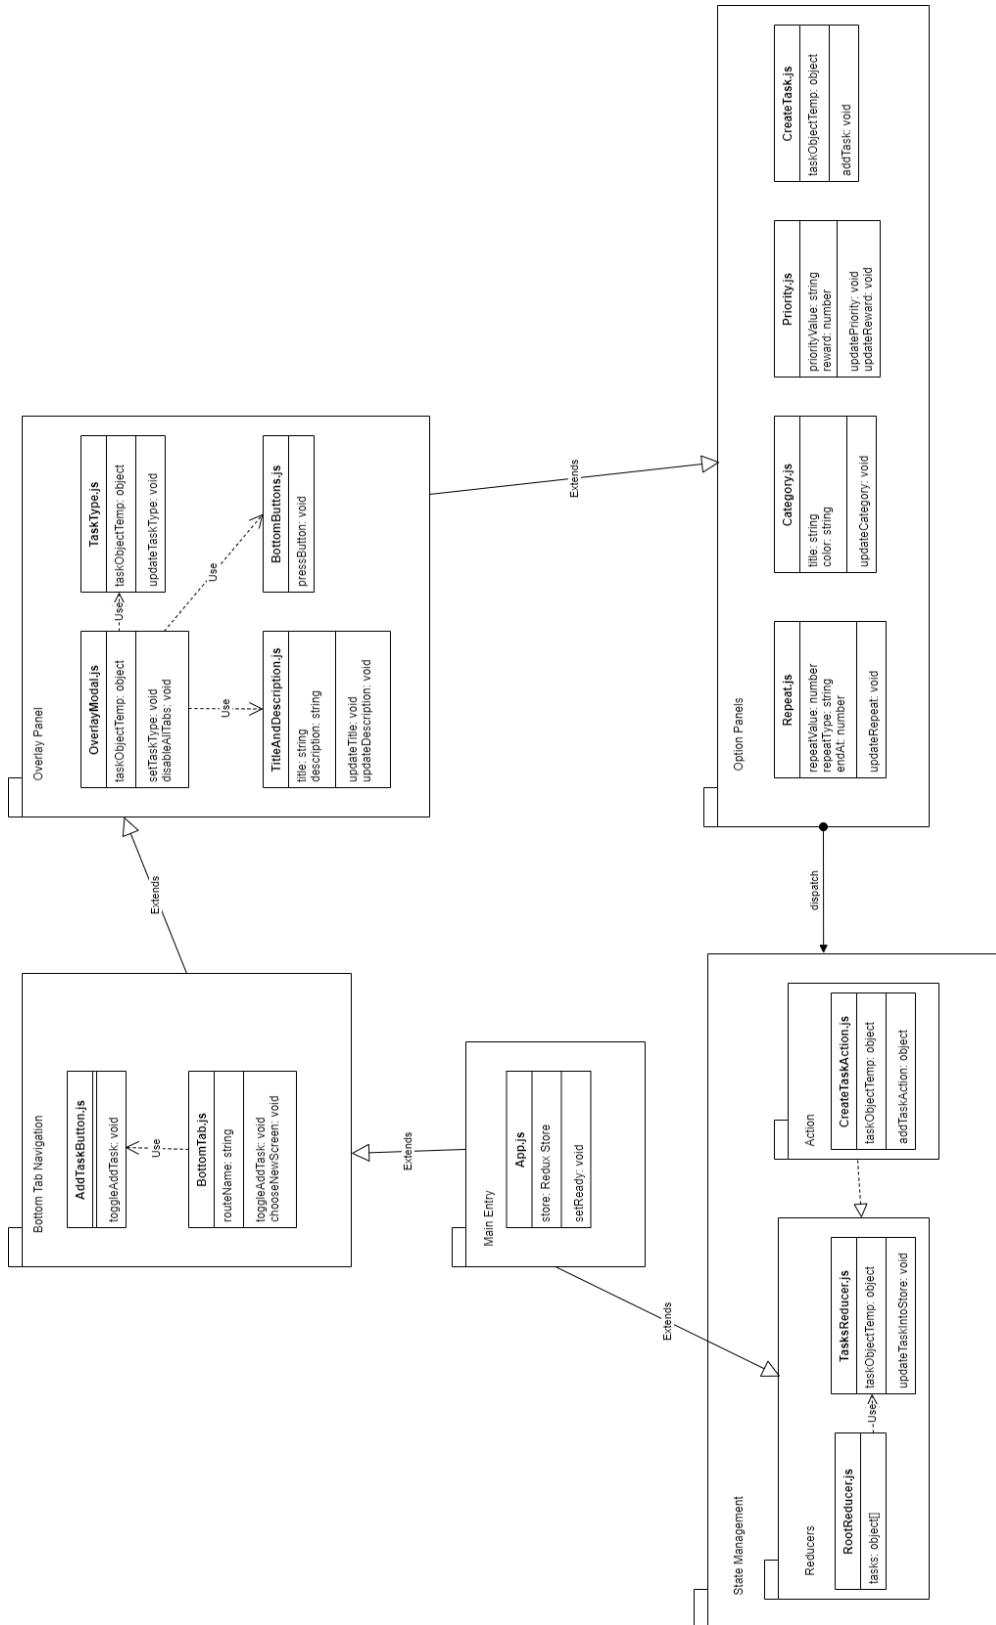 Bottom Tab Navigation
AddTaskButton.js
toggleAddTask: void
Use
BottomTab.js
routeName: string
toggleAddTask: void
chooseNewScreen: void
Extends
Overlay Panel
OverlayModal.js
taskObjectTemp: object
setTaskType: void
disableAllTabs: void
Use
TaskType.js
taskObjectTemp: object
updateTaskType: void
Use
Use
TitleAndDescription.js
title: string
description: string
updateTitle: void
updateDescription: void
BottomButtons.js
pressButton: void
Extends
Main Entry
App.js
store: Redux Store
setReady: void
Extends
Extends
State Management
Reducers
RootReducer.js
tasks: object[]
Use
TasksReducer.js
taskObjectTemp: object
updateTaskIntoStore: void
Action
CreateTaskAction.js
taskObjectTemp: object
addTaskAction: object
dispatch
Option Panels
Repeat.js
repeatValue: number
repeatType: string
endAt: number
updateRepeat: void
Category.js
title: string
color: string
updateCategory: void
Priority.js
priorityValue: string
reward: number
updatePriority: void
updateReward: void
CreateTask.js
taskObjectTemp: object
addTask: void